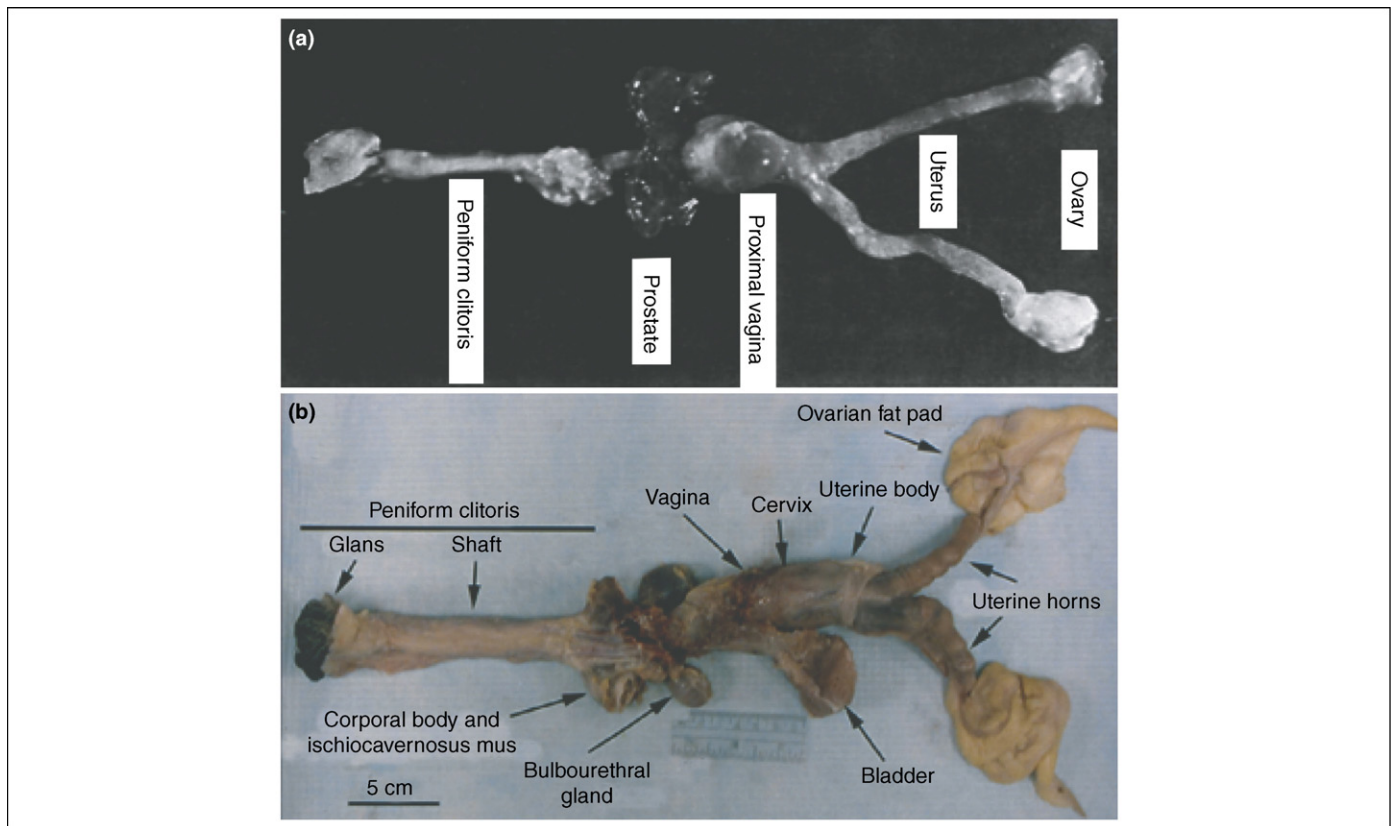 (a)
Peniform clitoris
Prostate
Proximal vagina
Uterus
Ovary
(b)
Ovarian fat pad
Vagina
Cervix
Uterine body
Peniform clitoris
Glans
Shaft
Uterine horns
Corporal body and
ischiocavernosus mus
Bulbourethral
gland
Bladder
5 cm